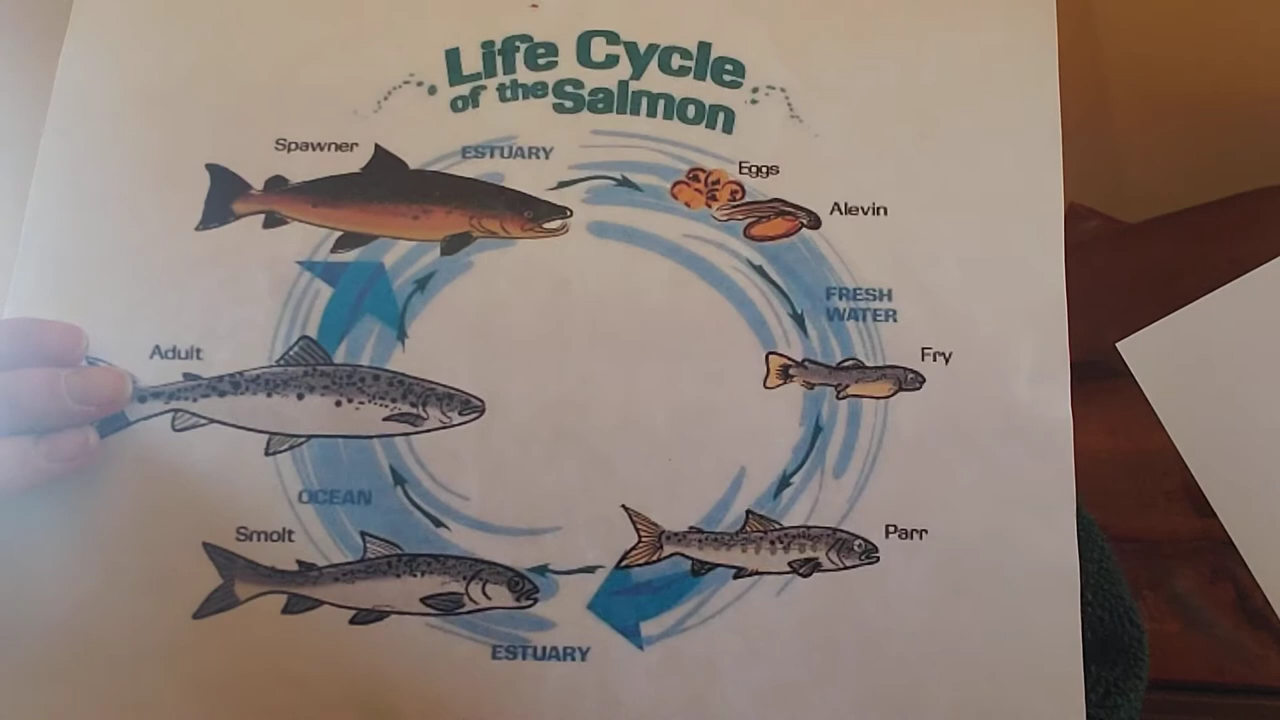 Life Cycle
of the Salmon
Spawner
ESTUARY
Eggs
Alevin
FRESH
WATER
Fry
Adult
OCEAN
Smolt
Parr
ESTUARY